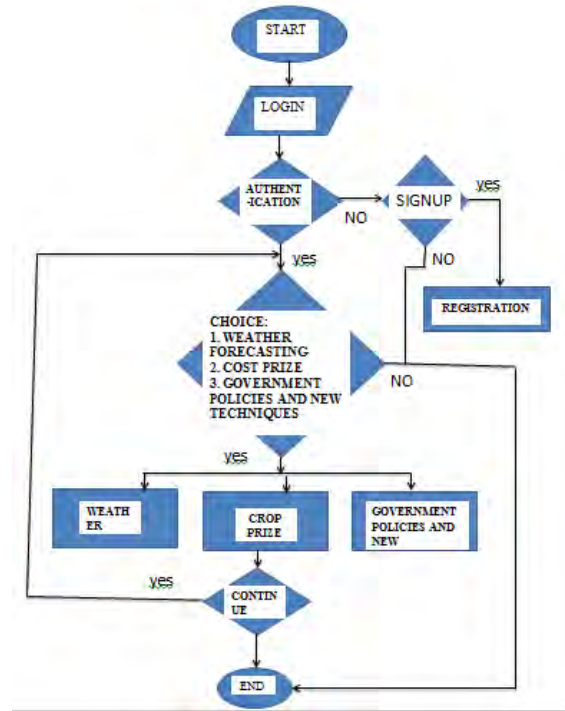 START
LOGIN
AUTHENT
-ICATION
NO
SIGNUP
yes
yes
NO
REGISTRATION
CHOICE:
1. WEATHER
FORECASTING
2. COST PRIZE
3. GOVERNMENT
POLICIES AND NEW
TECHNIQUES
NO
yes
WEATH
ER
CROP
PRIZE
GOVERNMENT
POLICIES AND
NEW
yes
CONTIN
UE
END